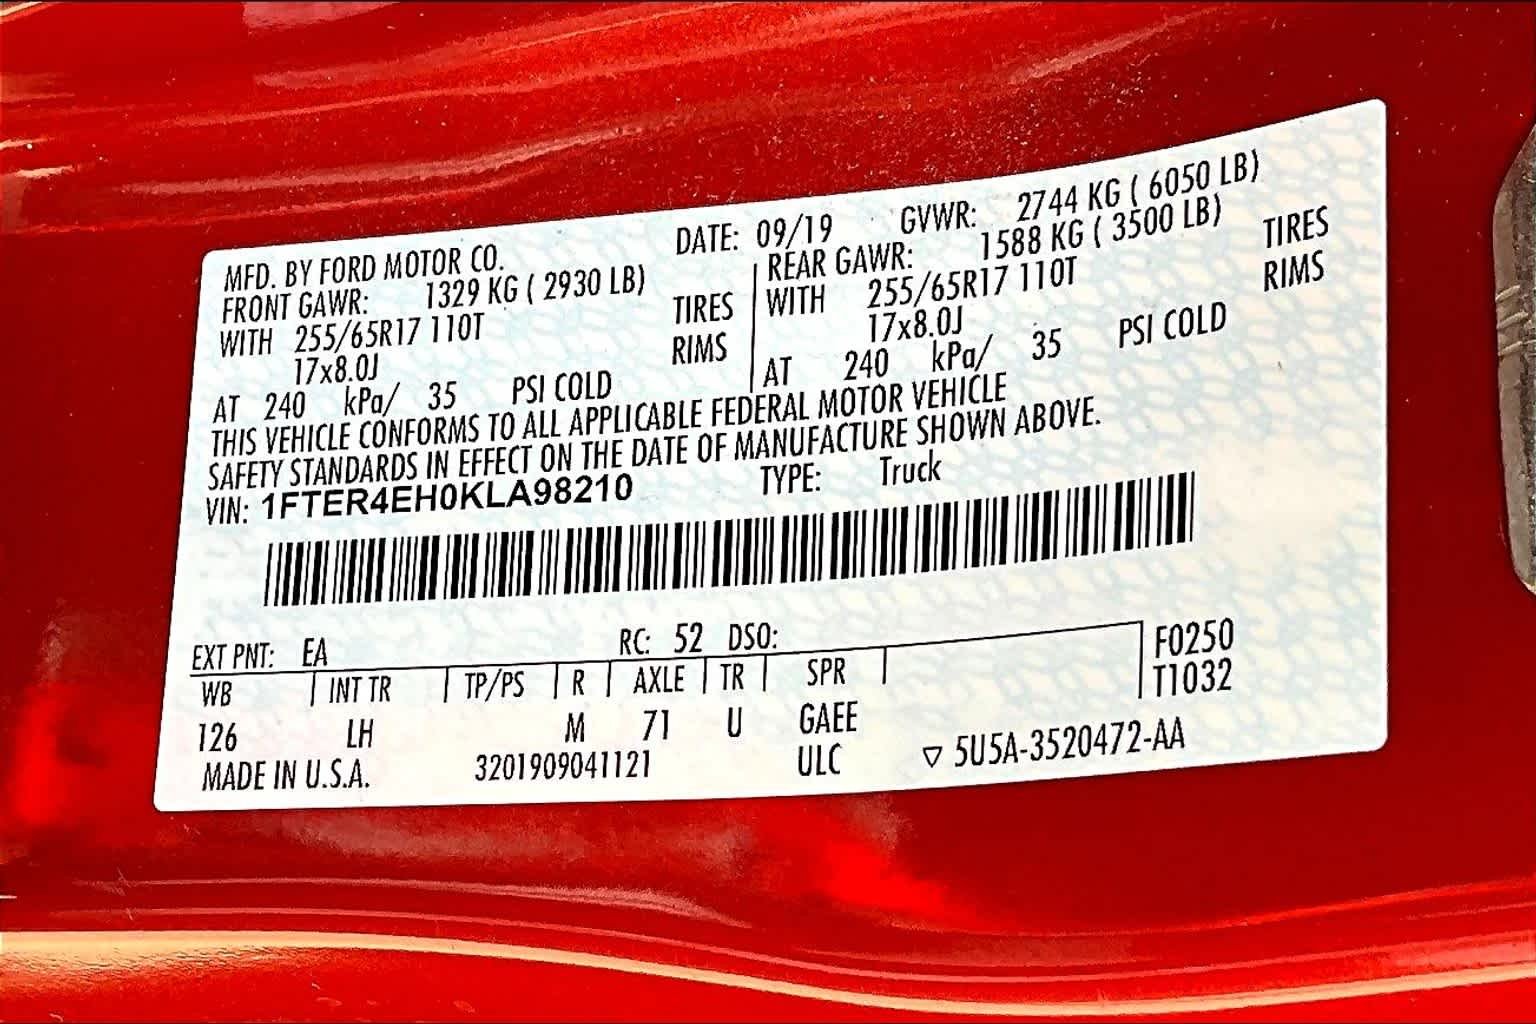 MFD. BY FORD MOTOR CO. DATE: 09/19 GVWR: 2744 KG ( 6050 LB)
FRONT GAWR: 1329 KG ( 2930 LB) REAR GAWR: 1588 KG ( 3500 LB)
WITH 255/65R17 110T TIRES WITH 255/65R17 110T TIRES
17x8.0J RIMS 17x8.0J RIMS
AT 240 kPa/ 35 PSI COLD AT 240 kPa/ 35 PSI COLD
THIS VEHICLE CONFORMS TO ALL APPLICABLE FEDERAL MOTOR VEHICLE
SAFETY STANDARDS IN EFFECT ON THE DATE OF MANUFACTURE SHOWN ABOVE.
VIN: 1FTER4EH0KLA98210 TYPE: Truck
EXT PNT: EA RC: 52 DSO:
WB INT TR TP/PS R AXLE TR SPR F0250
126 LH M 71 U GAEE T1032
MADE IN U.S.A. 3201909041121 ULC ▽ 5U5A-3520472-AA